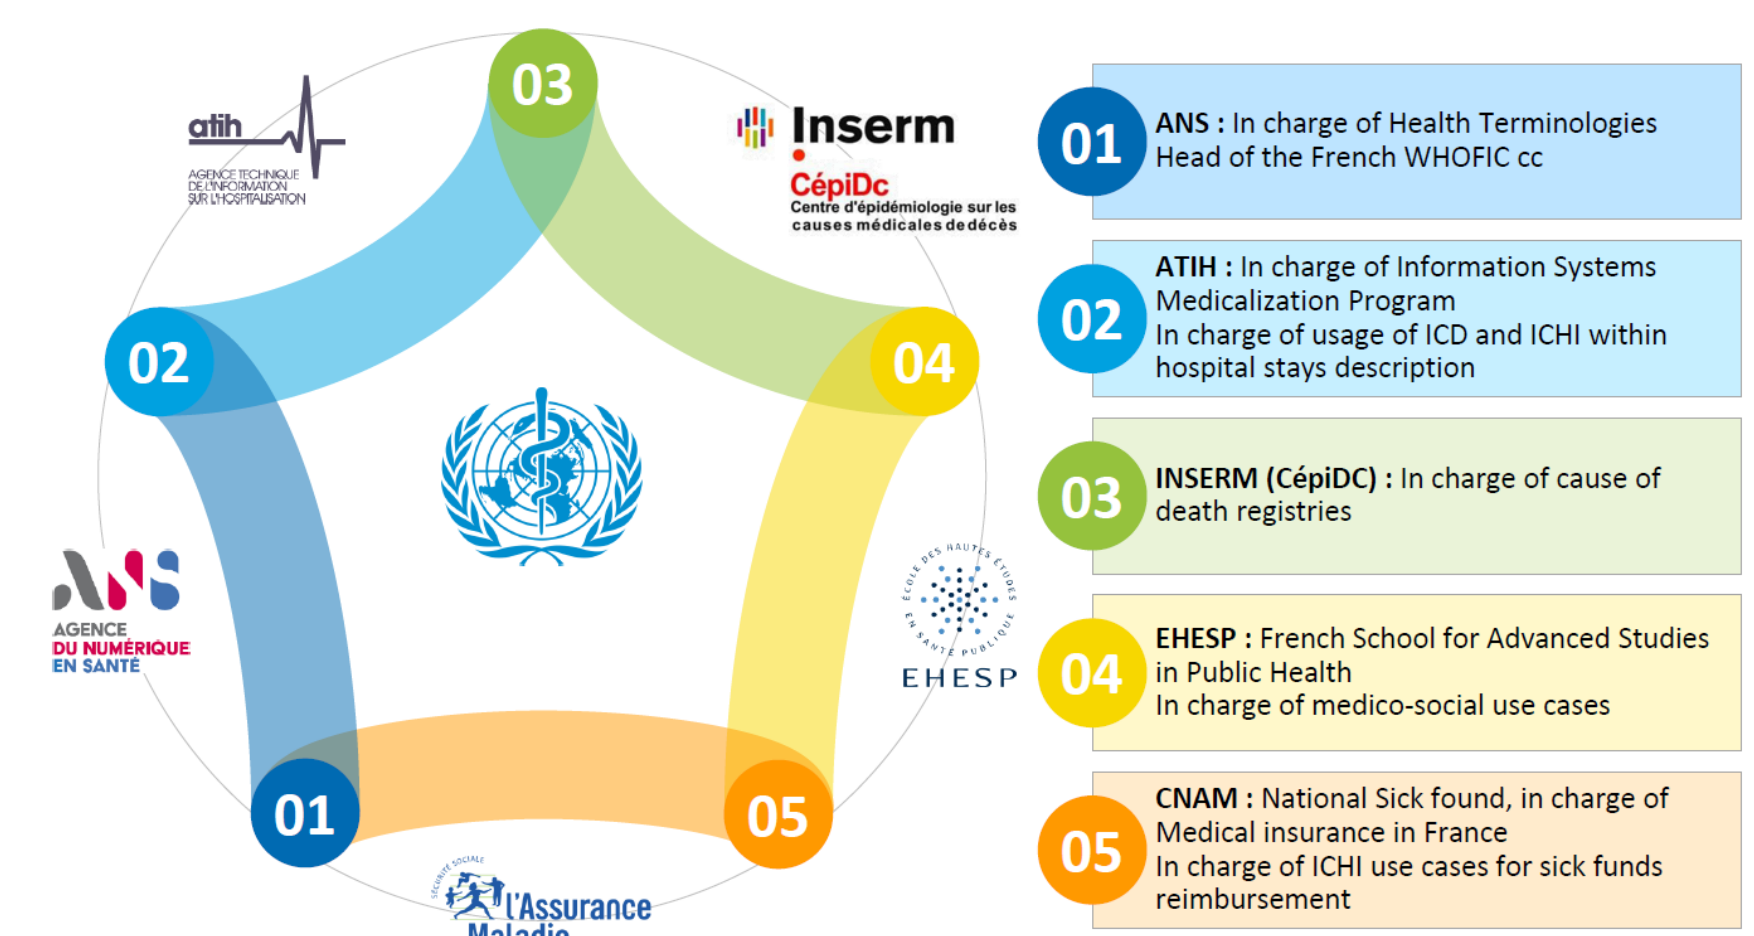 03
atih
AGENCE TECHNIQUE
DE L'INFORMATION
SUR L'HOSPITALISATION
Inserm
CépiDc
Centre d'épidémiologie sur les
causes médicales de décès
02
04
ANS
AGENCE
DU NUMÉRIQUE
EN SANTÉ
ÉCOLE DES HAUTES ÉTUDES
EN SANTÉ PUBLIQUE
EHESP
01
05
SÉCURITÉ SOCIALE
l'Assurance
Maladie
01
ANS : In charge of Health Terminologies
Head of the French WHOFIC cc
02
ATIH : In charge of Information Systems
Medicalization Program
In charge of usage of ICD and ICHI within
hospital stays description
03
INSERM (CépiDC) : In charge of cause of
death registries
04
EHESP : French School for Advanced Studies
in Public Health
In charge of medico-social use cases
05
CNAM : National Sick found, in charge of
Medical insurance in France
In charge of ICHI use cases for sick funds
reimbursement